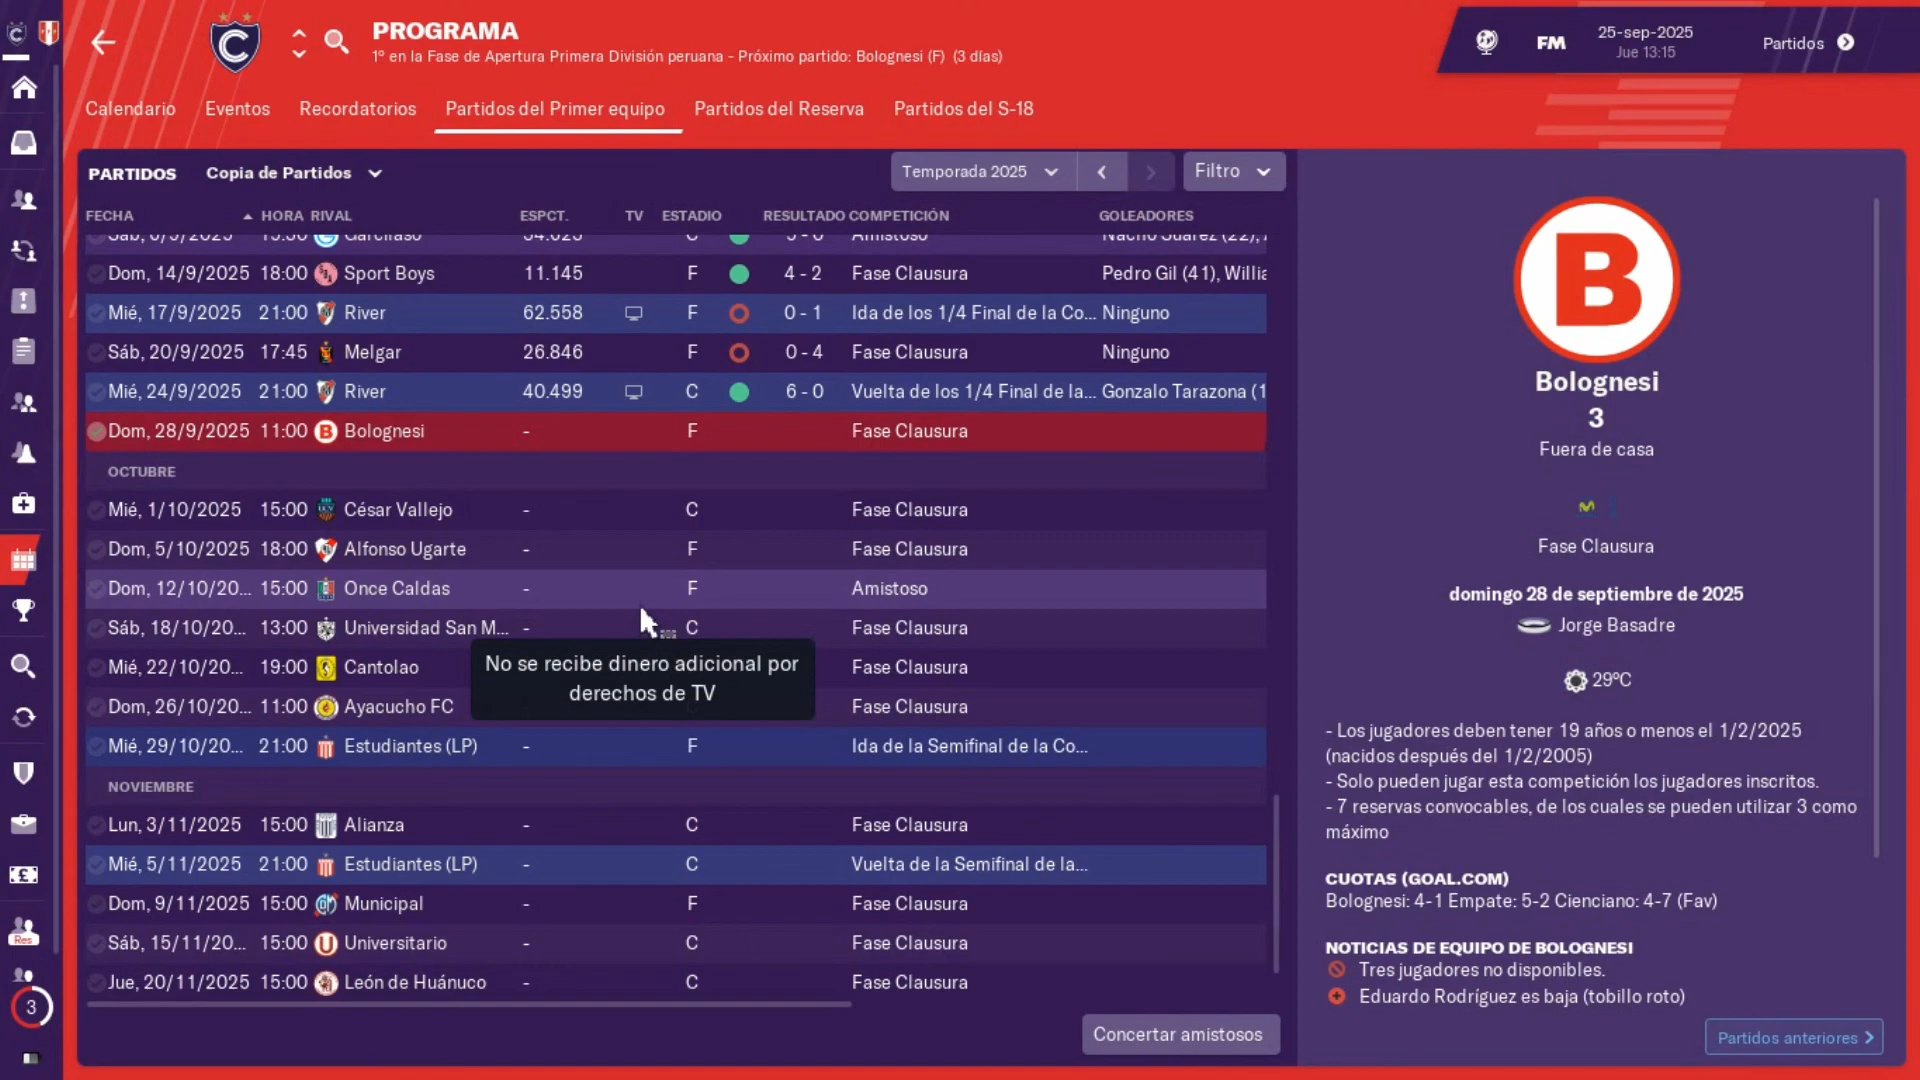 PROGRAMA
1º en la Fase de Apertura Primera División peruana - Próximo partido: Bolognesi (F) (3 días)
FM
25-sep-2025
Jue 13:15
Partidos
Calendario Eventos Recordatorios Partidos del Primer equipo Partidos del Reserva Partidos del S-18
PARTIDOS Copia de Partidos Temporada 2025 Filtro
FECHA HORA RIVAL ESPCT. TV ESTADIO RESULTADO COMPETICIÓN GOLEADORES
Dom, 14/9/2025 18:00 Sport Boys 11.145 F 4 - 2 Fase Clausura Pedro Gil (41), Willia
Mié, 17/9/2025 21:00 River 62.558 F 0 - 1 Ida de los 1/4 Final de la Co... Ninguno
Sáb, 20/9/2025 17:45 Melgar 26.846 F 0 - 4 Fase Clausura Ninguno
Mié, 24/9/2025 21:00 River 40.499 C 6 - 0 Vuelta de los 1/4 Final de la... Gonzalo Tarazona (1
Dom, 28/9/2025 11:00 B Bolognesi - F Fase Clausura
OCTUBRE
Mié, 1/10/2025 15:00 César Vallejo - C Fase Clausura
Dom, 5/10/2025 18:00 Alfonso Ugarte - F Fase Clausura
Dom, 12/10/20... 15:00 Once Caldas - F Amistoso
Sáb, 18/10/20... 13:00 Universidad San M... - C Fase Clausura
Mié, 22/10/20... 19:00 Cantolao Fase Clausura
Dom, 26/10/20... 11:00 Ayacucho FC Fase Clausura
No se recibe dinero adicional por
derechos de TV
Mié, 29/10/20... 21:00 Estudiantes (LP) - F Ida de la Semifinal de la Co...
NOVIEMBRE
Lun, 3/11/2025 15:00 Alianza - C Fase Clausura
Mié, 5/11/2025 21:00 Estudiantes (LP) - C Vuelta de la Semifinal de la...
Dom, 9/11/2025 15:00 Municipal - F Fase Clausura
Sáb, 15/11/20... 15:00 U Universitario - C Fase Clausura
Jue, 20/11/2025 15:00 León de Huánuco - C Fase Clausura
Concertar amistosos
B
Bolognesi
3
Fuera de casa
Fase Clausura
domingo 28 de septiembre de 2025
Jorge Basadre
29ºC
- Los jugadores deben tener 19 años o menos el 1/2/2025
(nacidos después del 1/2/2005)
- Solo pueden jugar esta competición los jugadores inscritos.
- 7 reservas convocables, de los cuales se pueden utilizar 3 como
máximo
CUOTAS (GOAL.COM)
Bolognesi: 4-1 Empate: 5-2 Cienciano: 4-7 (Fav)
NOTICIAS DE EQUIPO DE BOLOGNESI
Tres jugadores no disponibles.
Eduardo Rodríguez es baja (tobillo roto)
Partidos anteriores
Res
3